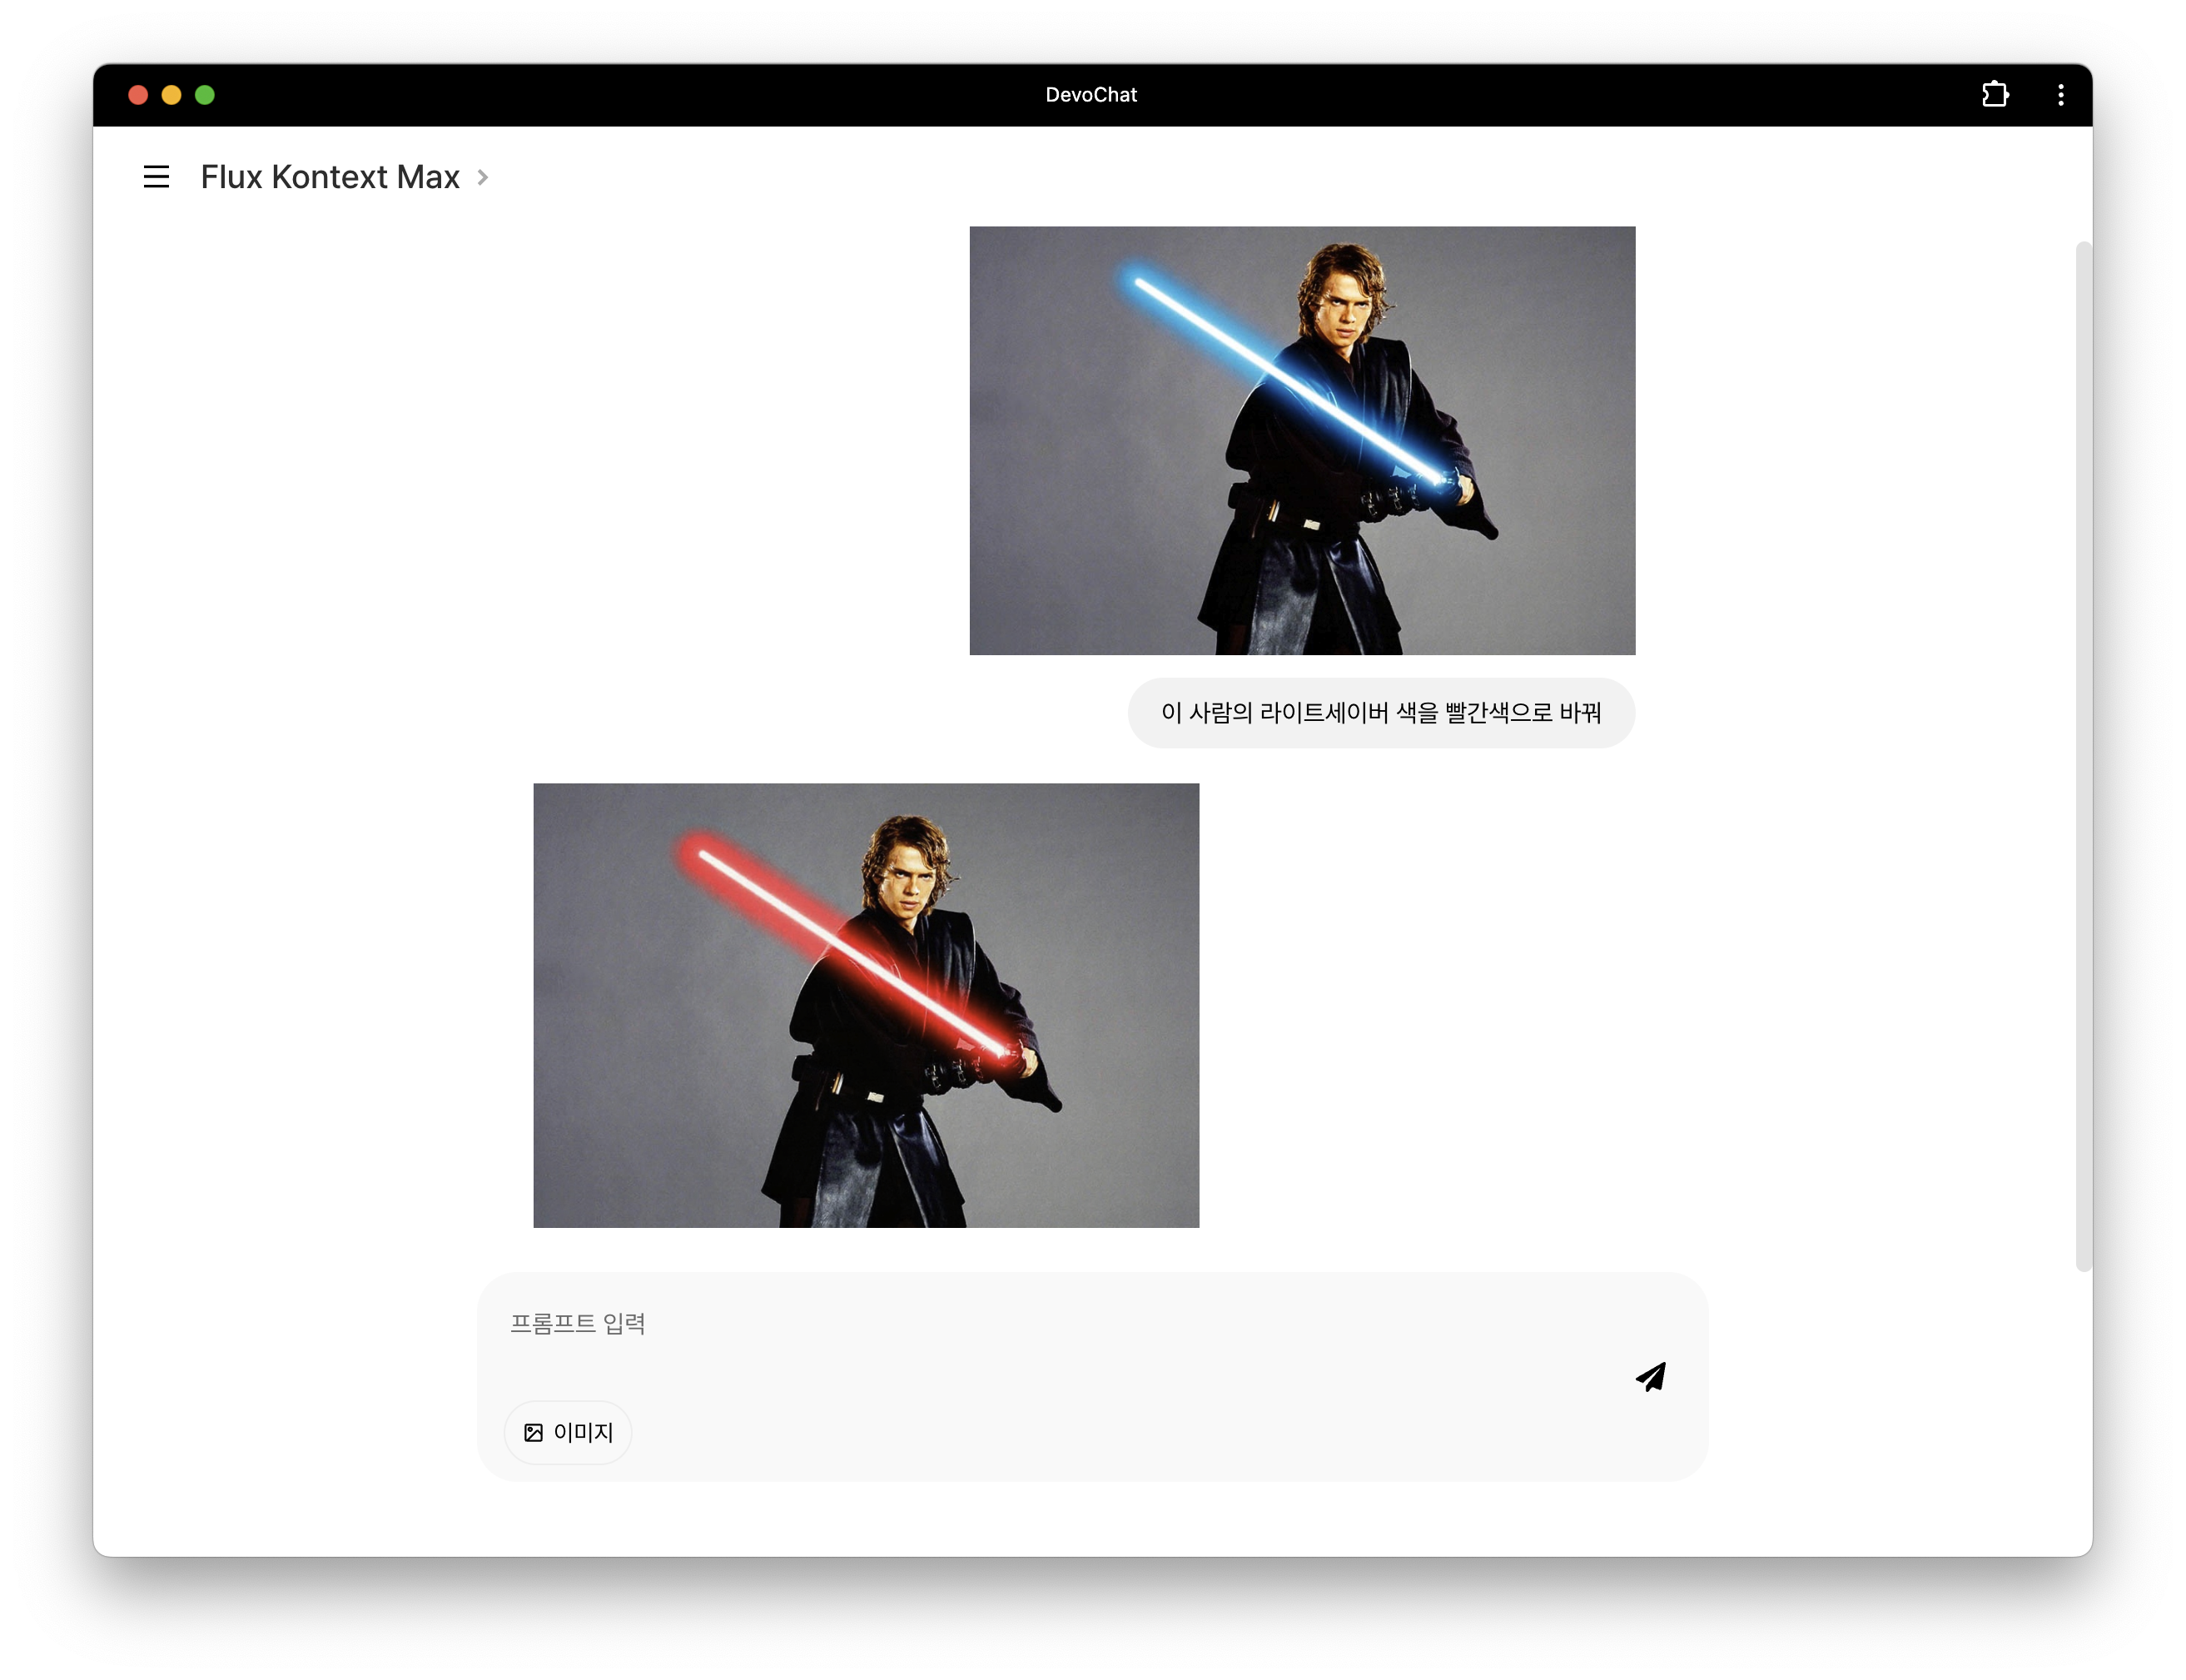 DevoChat
Flux Kontext Max
이 사람의 라이트세이버 색을 빨간색으로 바꿔
프롬프트 입력
이미지